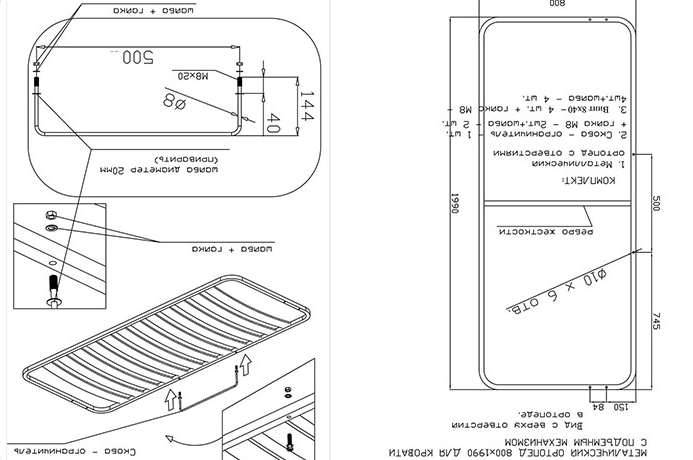 МЕТАЛЛИЧЕСКИЙ ОРТОПЕД 800х1990 ДЛЯ КРОВАТИ
С ПОДЪЕМНЫМ МЕХАНИЗМОМ
Вид с верху отверстий
в ортопеде.
84
150
745
Ø10 х 6 отв.
ребро жесткости
500
1990
КОМПЛЕКТ:
1. Металлический
ортопед с отверстиями
2. Скоба - ограничитель - 1 шт.
+ гайка М8 - 2шт.+шайба - 2 шт.
3. Винт 8х40 - 4 шт. + гайка М8 -
4шт.+шайба - 4 шт.
800
Скоба - ограничитель
шайба + гайка
шайба диаметр 20мм
(приварить)
40
144
Ø8
М8х20
500
шайба + гайка